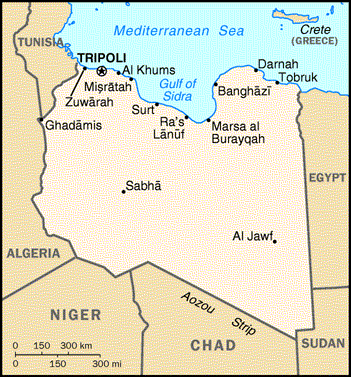 Mediterranean Sea
Crete
(GREECE)
TUNISIA
TRIPOLI
Al Khums
Darnah
Tobruk
Mişrātah
Gulf of
Sidra
Banghāzī
Zuwārah
Surt
Ghadāmis
Ra's
Lānūf
Marsa al
Burayqah
EGYPT
Sabhā
Al Jawf
ALGERIA
Aozou
Strip
NIGER
CHAD
SUDAN
0 150 300 km
0 150 300 mi